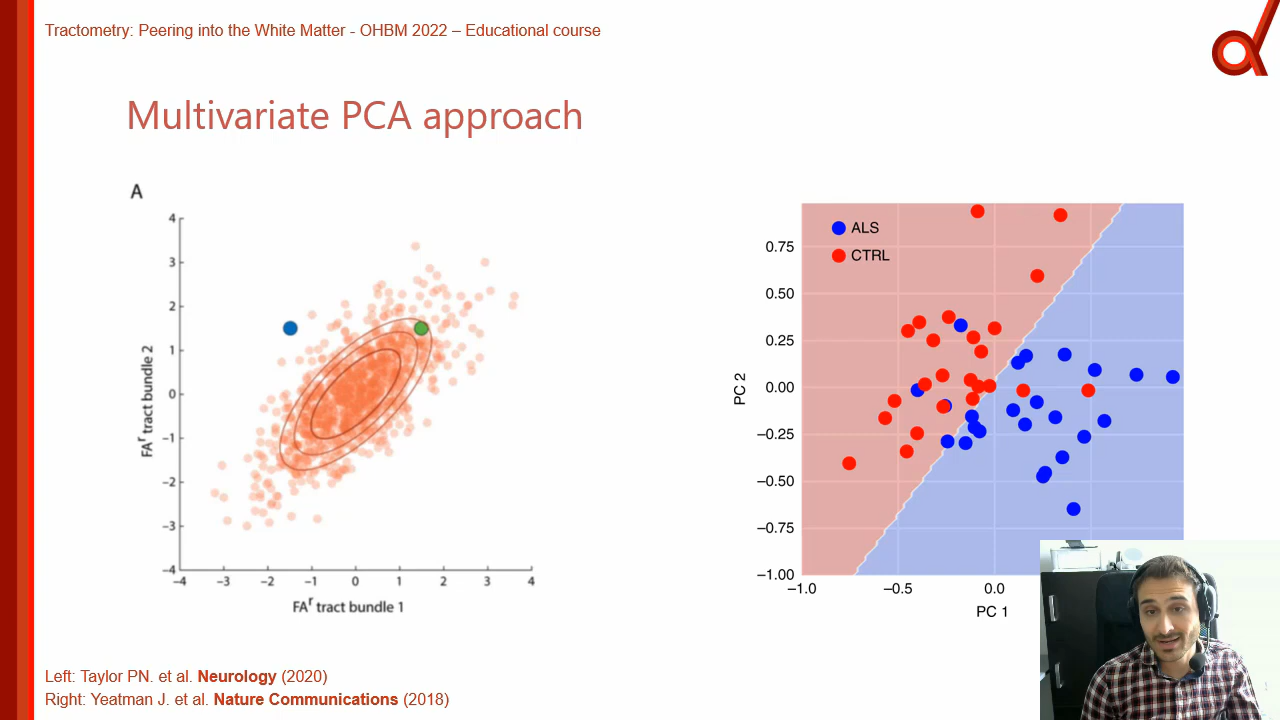 Tractometry: Peering into the White Matter - OHBM 2022 – Educational course
Multivariate PCA approach
A
4
3
2
1
0
−1
−2
−3
−4
FAr tract bundle 2
−4 −3 −2 −1 0 1 2 3 4
FAr tract bundle 1
ALS
CTRL
0.75
0.50
0.25
0.00
−0.25
−0.50
−0.75
−1.00
PC 2
−1.0 −0.5 0.0
PC 1
Left: Taylor PN. et al. Neurology (2020)
Right: Yeatman J. et al. Nature Communications (2018)